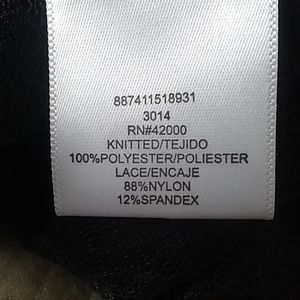 887411518931
3014
RN#42000
KNITTED/TEJIDO
100%POLYESTER/POLIESTER
LACE/ENCAJE
88%NYLON
12%SPANDEX